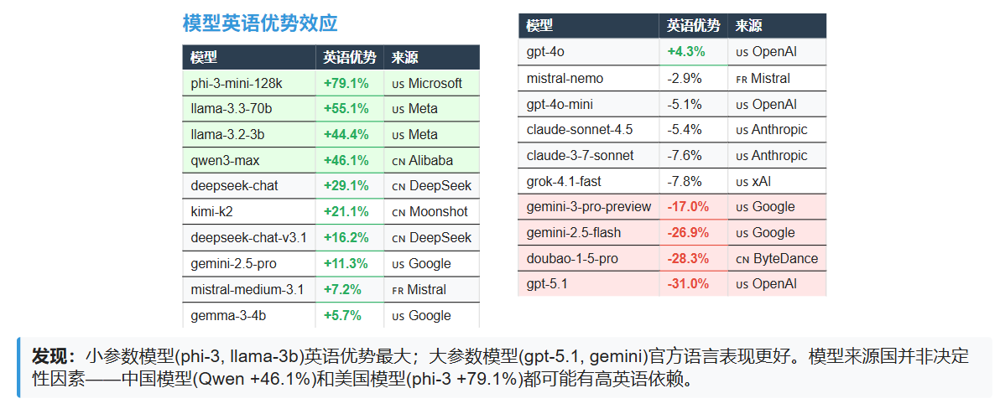 模型英语优势效应
模型 英语优势 来源
phi-3-mini-128k +79.1% US Microsoft
llama-3.3-70b +55.1% US Meta
llama-3.2-3b +44.4% US Meta
qwen3-max +46.1% CN Alibaba
deepseek-chat +29.1% CN DeepSeek
kimi-k2 +21.1% CN Moonshot
deepseek-chat-v3.1 +16.2% CN DeepSeek
gemini-2.5-pro +11.3% US Google
mistral-medium-3.1 +7.2% FR Mistral
gemma-3-4b +5.7% US Google
模型 英语优势 来源
gpt-4o +4.3% US OpenAI
mistral-nemo -2.9% FR Mistral
gpt-4o-mini -5.1% US OpenAI
claude-sonnet-4.5 -5.4% US Anthropic
claude-3-7-sonnet -7.6% US Anthropic
grok-4.1-fast -7.8% US xAI
gemini-3-pro-preview -17.0% US Google
gemini-2.5-flash -26.9% US Google
doubao-1-5-pro -28.3% CN ByteDance
gpt-5.1 -31.0% US OpenAI
发现：小参数模型(phi-3, llama-3b)英语优势最大；大参数模型(gpt-5.1, gemini)官方语言表现更好。模型来源国并非决定
性因素——中国模型(Qwen +46.1%)和美国模型(phi-3 +79.1%)都可能有高英语依赖。